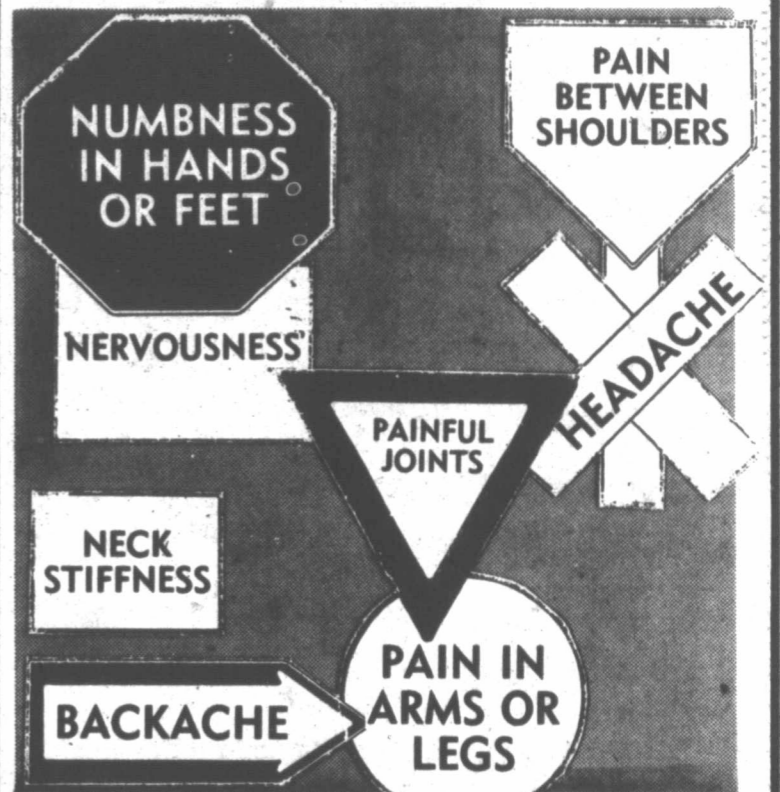 NUMBNESS
IN HANDS
OR FEET
PAIN
BETWEEN
SHOULDERS
NERVOUSNESS
HEADACHE
PAINFUL
JOINTS
NECK
STIFFNESS
BACKACHE
PAIN IN
ARMS OR
LEGS